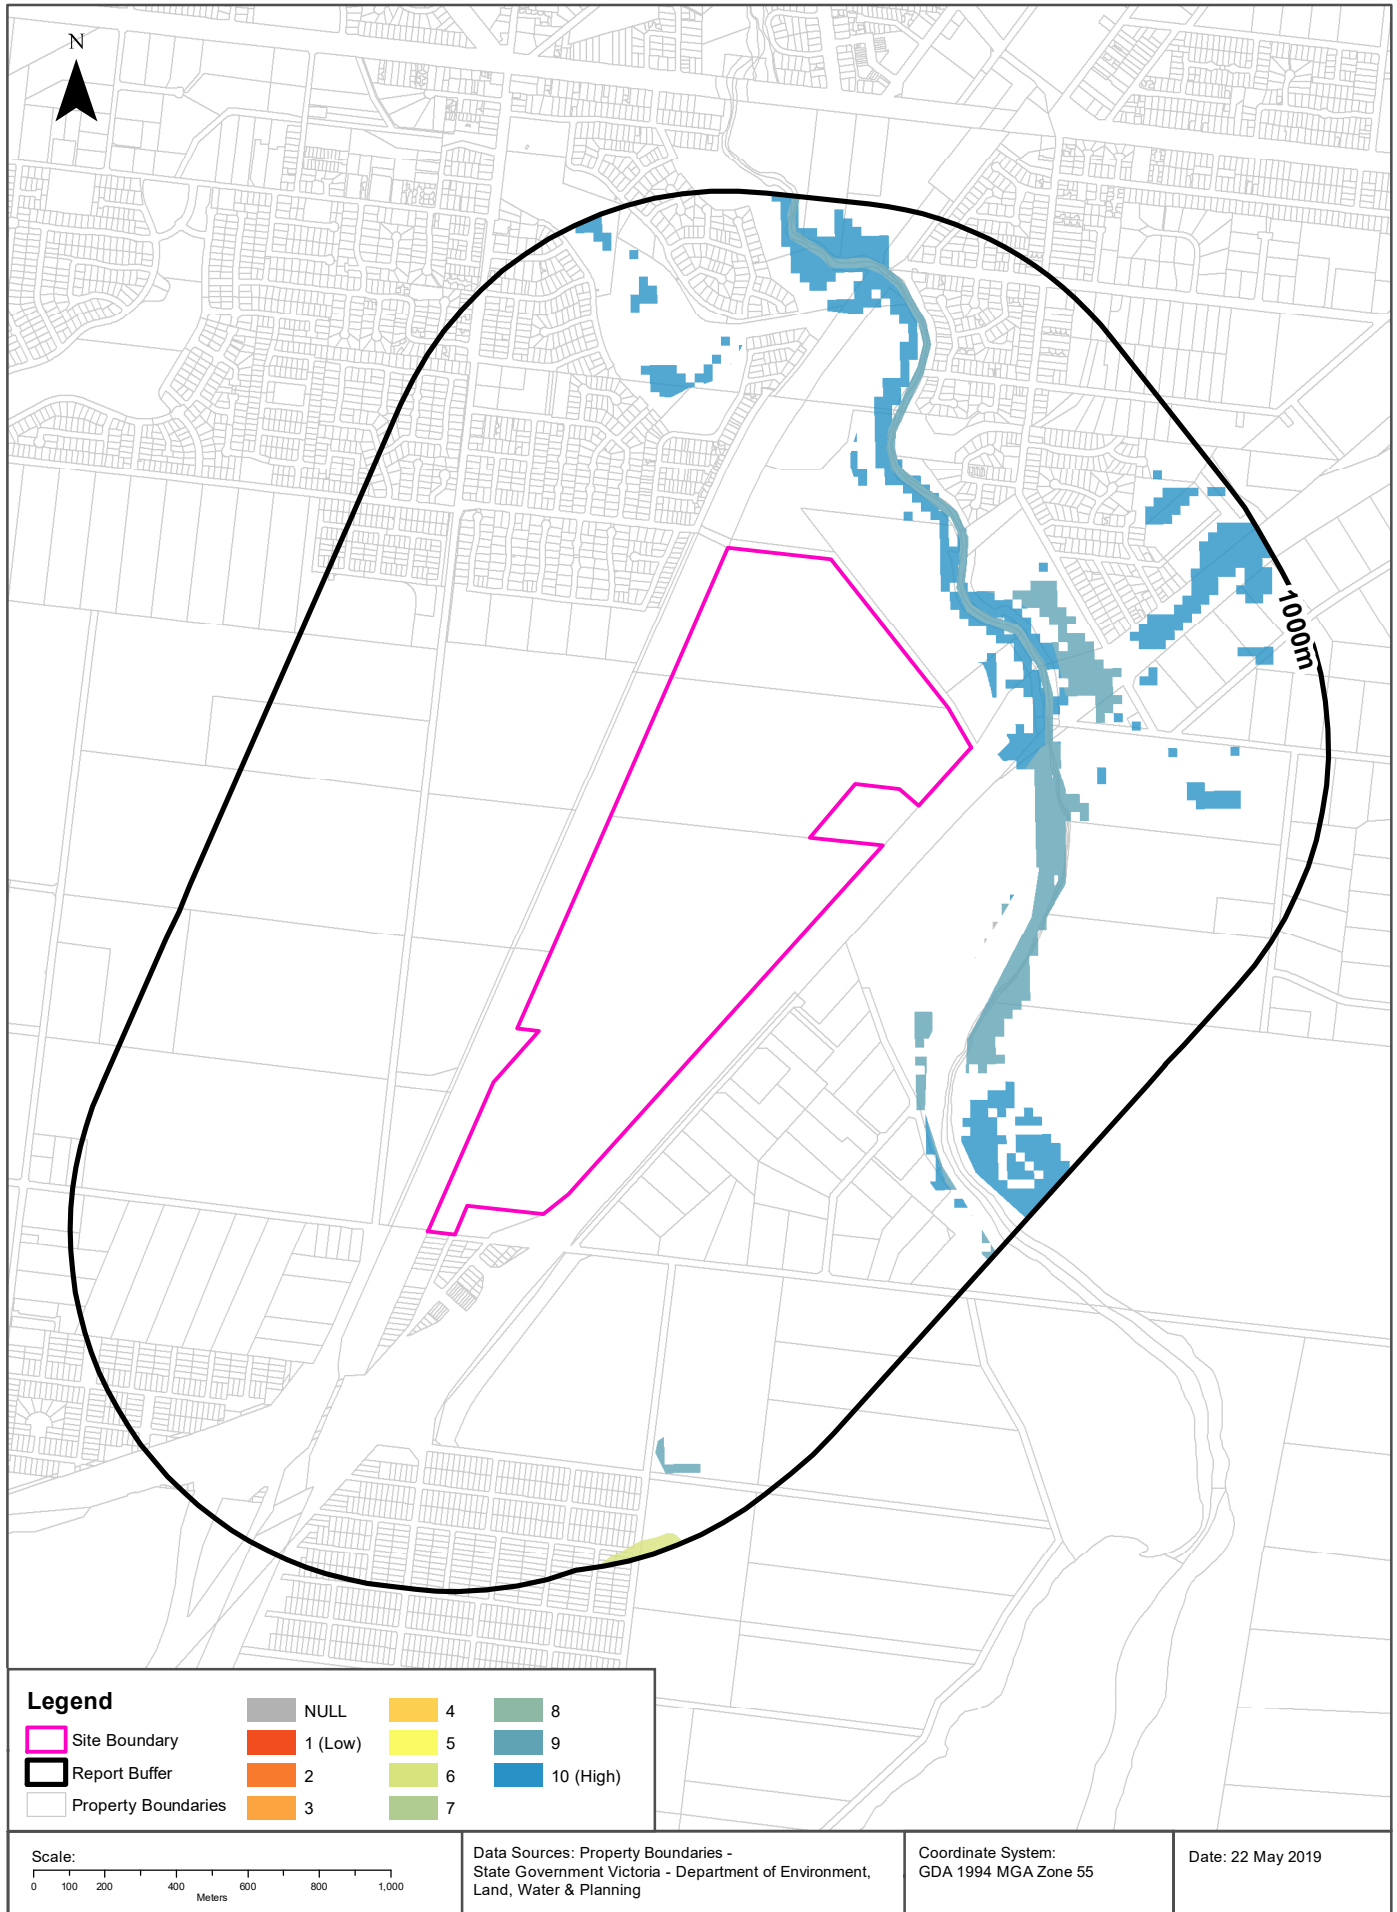 N
1000m
Legend
Site Boundary
Report Buffer
Property Boundaries
NULL
1 (Low)
2
3
4
5
6
7
8
9
10 (High)
Scale:
0 100 200 400 600 800 1,000
Meters
Data Sources: Property Boundaries -
State Government Victoria - Department of Environment,
Land, Water & Planning
Coordinate System:
GDA 1994 MGA Zone 55
Date: 22 May 2019